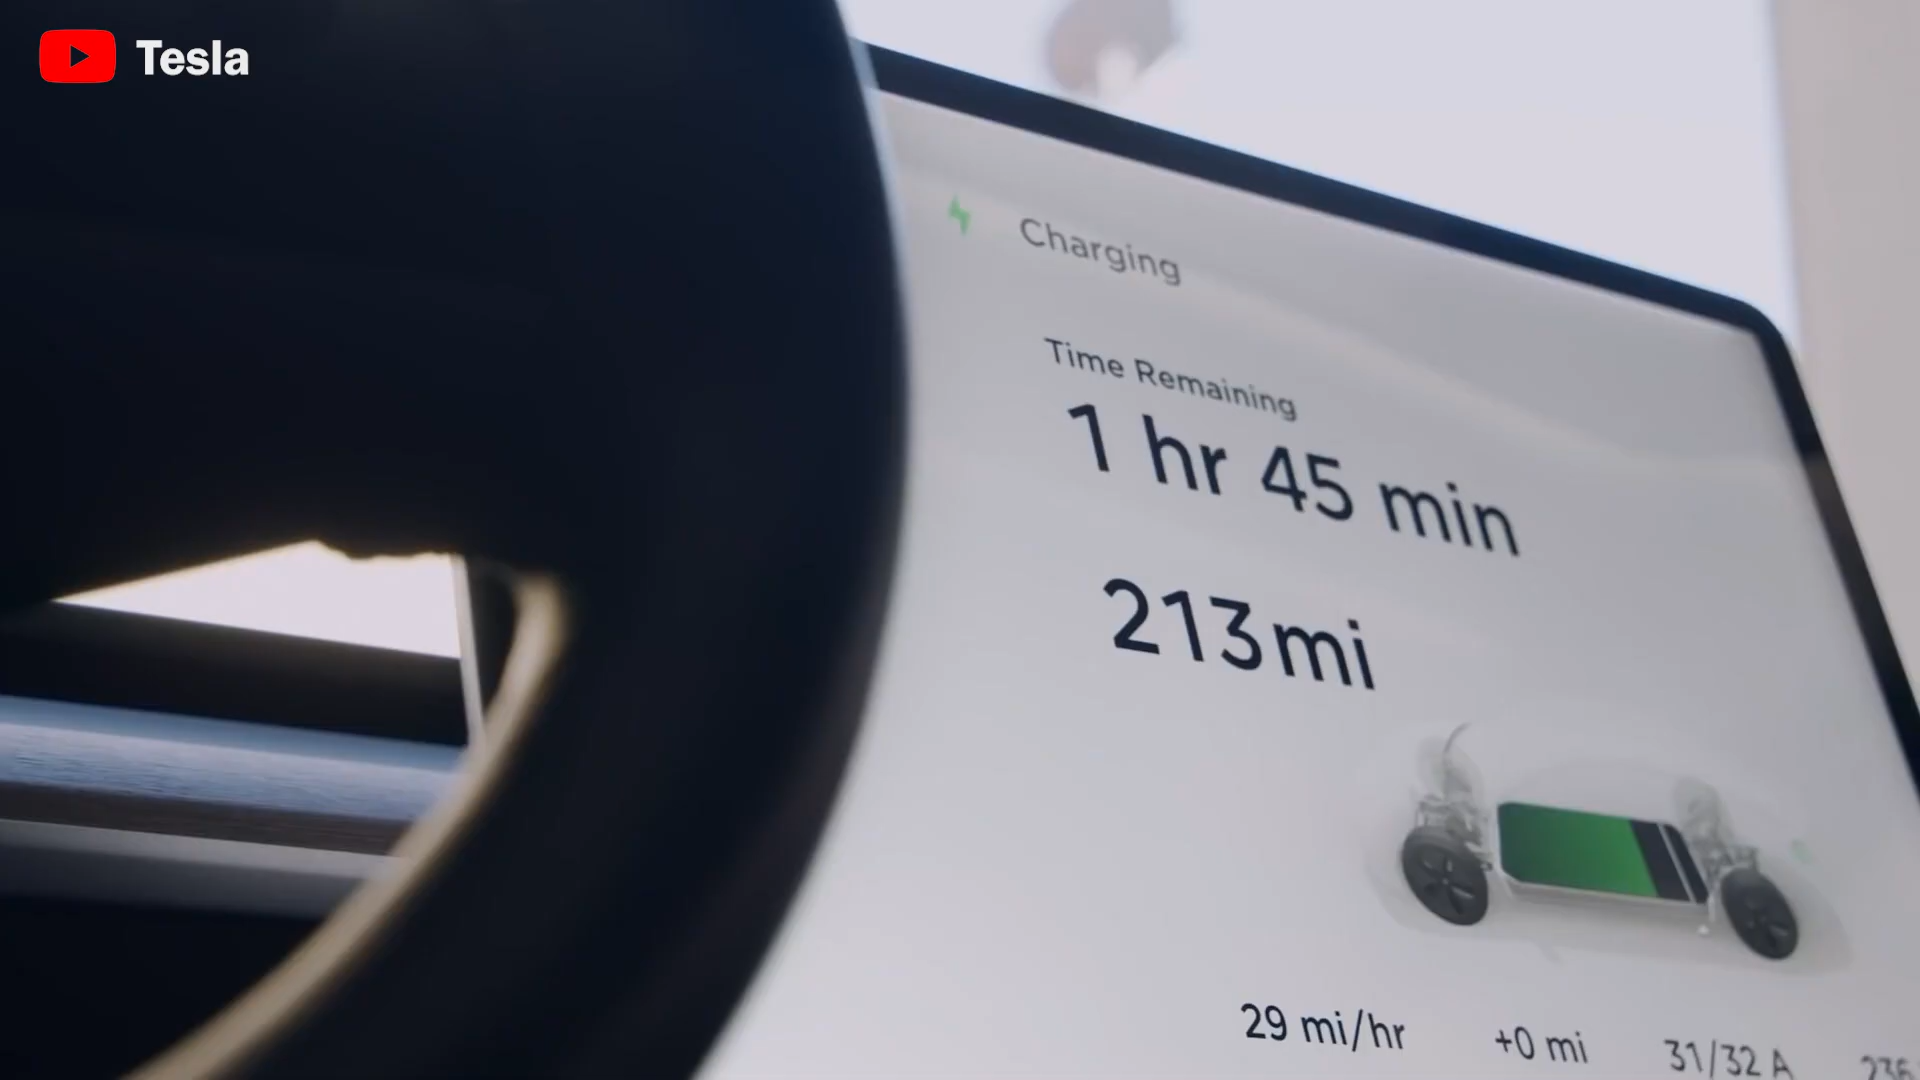 Tesla
Charging
Time Remaining
1 hr 45 min
213 mi
29 mi/hr +0 mi 31/32 A